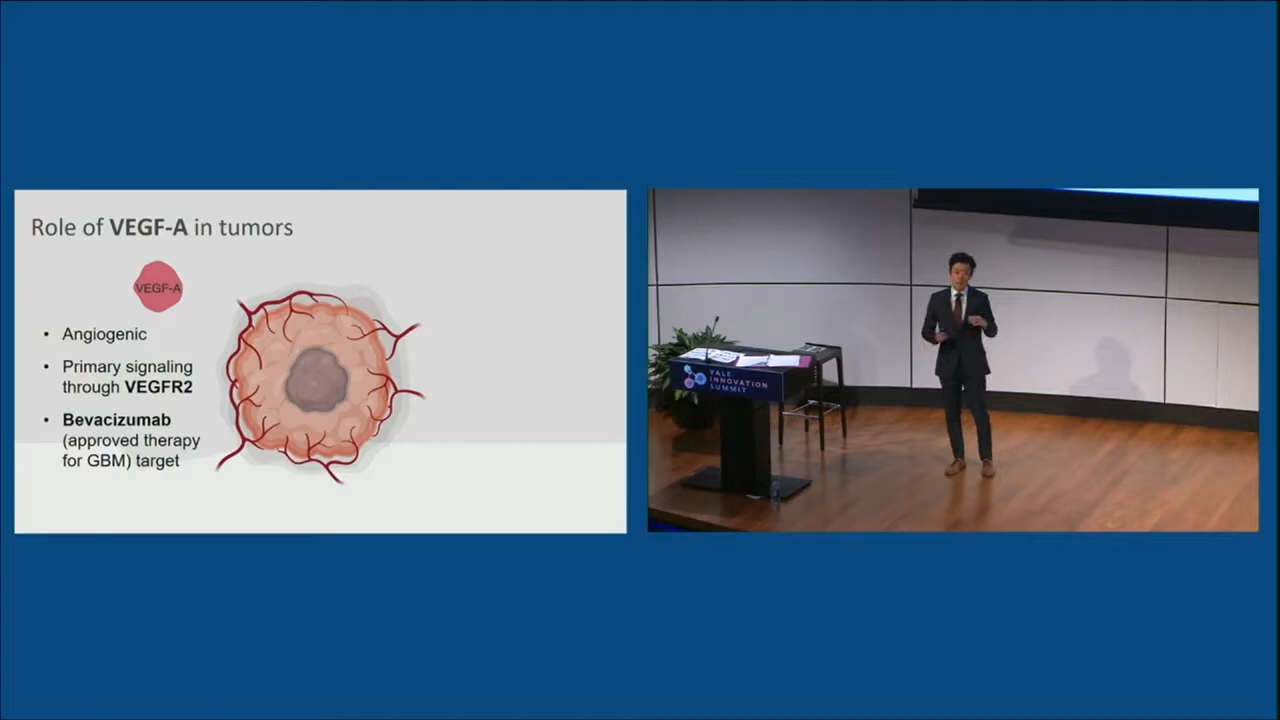 Role of VEGF-A in tumors
VEGF-A
• Angiogenic
• Primary signaling
through VEGFR2
• Bevacizumab
(approved therapy
for GBM) target
YALE
INNOVATION
SUMMIT